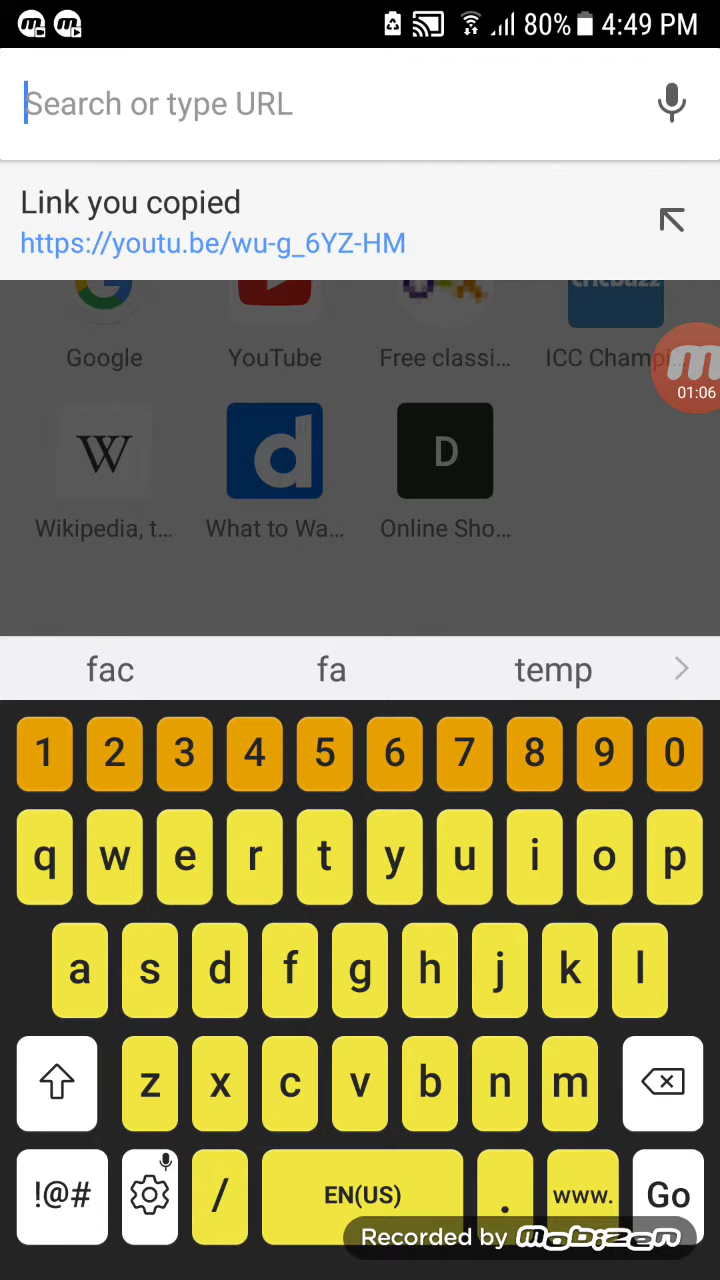 80% 4:49 PM
Search or type URL
Link you copied
https://youtu.be/wu-g_6YZ-HM
Google YouTube Free classi... ICC Champi...
01:06
W d D
Wikipedia, t... What to Wa... Online Sho...
fac fa temp
1 2 3 4 5 6 7 8 9 0
q w e r t y u i o p
a s d f g h j k l
z x c v b n m
!@# / EN(US) . www. Go
Recorded by mobizen